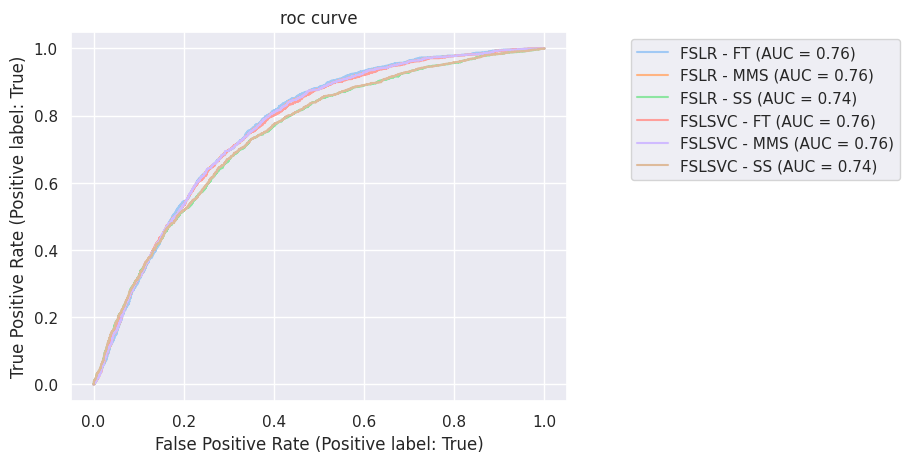 roc curve
True Positive Rate (Positive label: True)
1.0
0.8
0.6
0.4
0.2
0.0
0.0 0.2 0.4 0.6 0.8 1.0
False Positive Rate (Positive label: True)
FSLR - FT (AUC = 0.76)
FSLR - MMS (AUC = 0.76)
FSLR - SS (AUC = 0.74)
FSLSVC - FT (AUC = 0.76)
FSLSVC - MMS (AUC = 0.76)
FSLSVC - SS (AUC = 0.74)